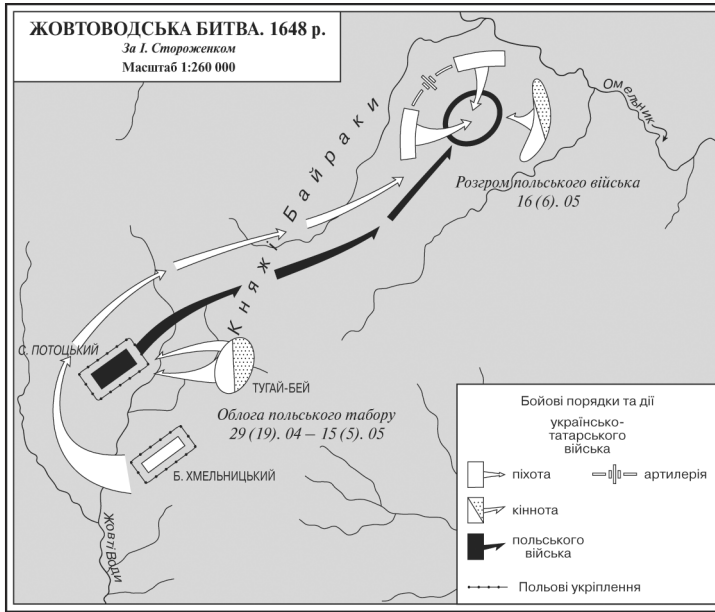 ЖОВТОВОДСЬКА БИТВА. 1648 р.
За І. Стороженком
Масштаб 1:260 000
Омельник
Княжі Байраки
Розгром польського війська
16 (6). 05
С. ПОТОЦЬКИЙ
ТУГАЙ-БЕЙ
Облога польського табору
29 (19). 04 – 15 (5). 05
Б. ХМЕЛЬНИЦЬКИЙ
Жовті Води
Бойові порядки та дії
українсько-
татарського
війська
піхота
артилерія
кіннота
польського
війська
Польові укріплення